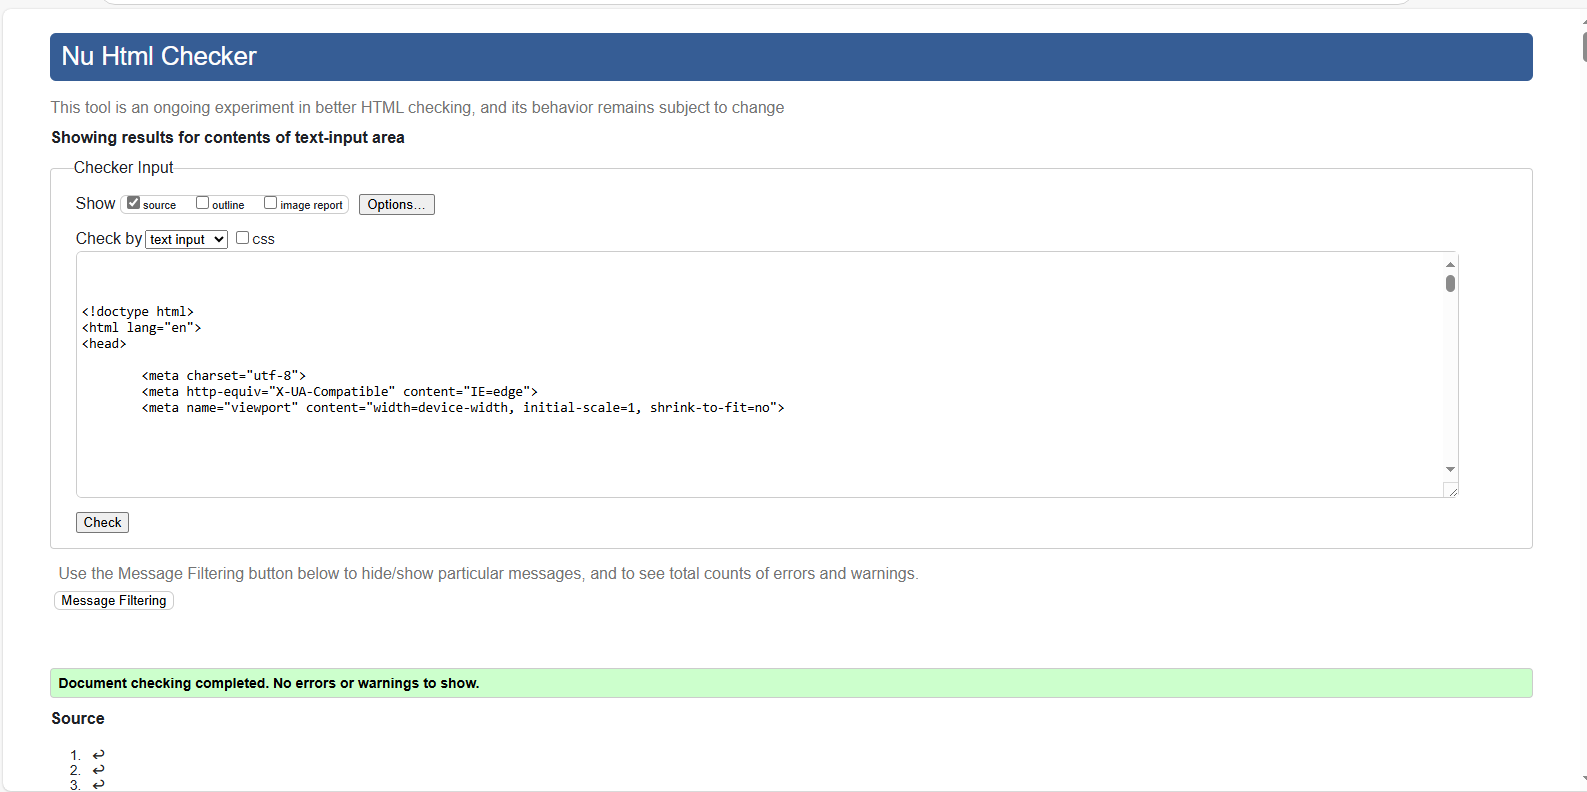 Nu Html Checker
This tool is an ongoing experiment in better HTML checking, and its behavior remains subject to change
Showing results for contents of text-input area
Checker Input
Show source outline image report Options...
Check by text input css
<!doctype html>
<html lang="en">
<head>
<meta charset="utf-8">
<meta http-equiv="X-UA-Compatible" content="IE=edge">
<meta name="viewport" content="width=device-width, initial-scale=1, shrink-to-fit=no">
Check
Use the Message Filtering button below to hide/show particular messages, and to see total counts of errors and warnings.
Message Filtering
Document checking completed. No errors or warnings to show.
Source
1. ↩
2. ↩
3. ↩